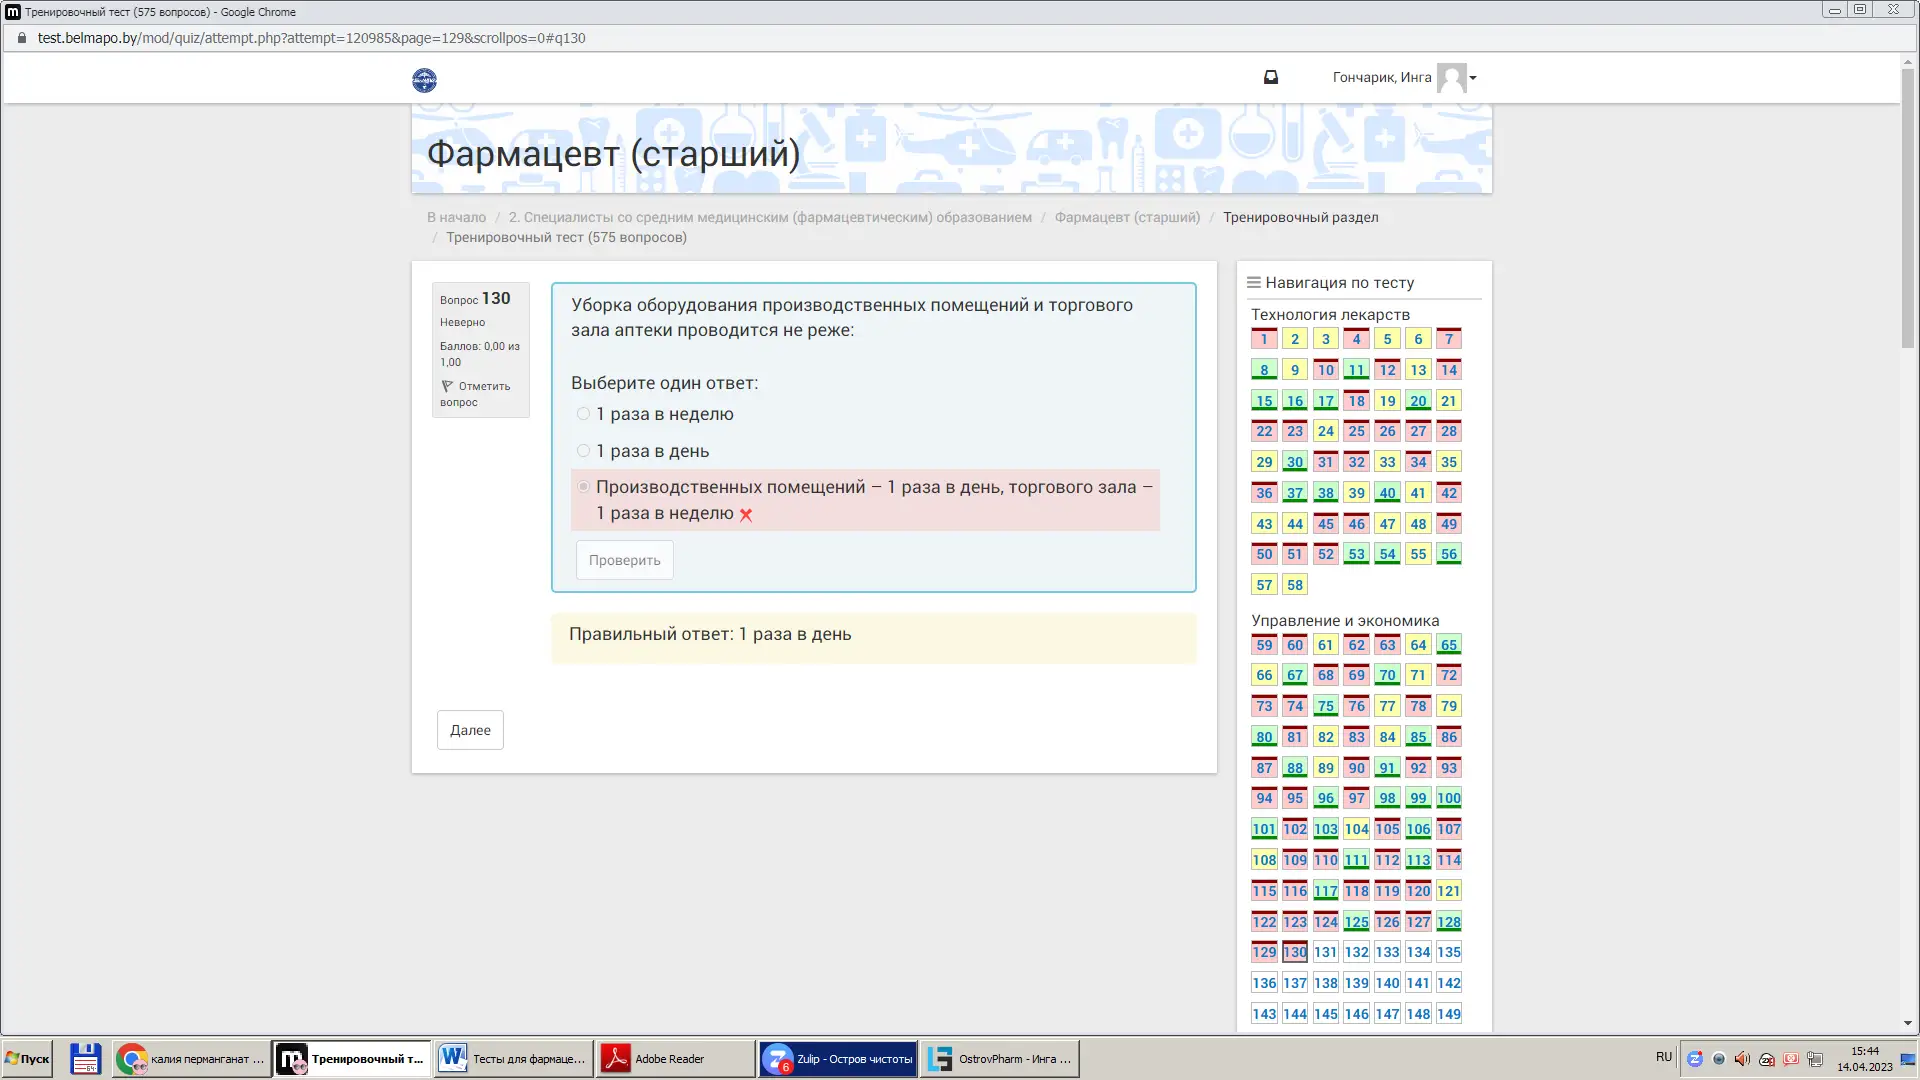 Тренировочный тест (575 вопросов) - Google Chrome
test.belmapo.by/mod/quiz/attempt.php?attempt=120985&page=129&scrollpos=0#q130
Гончарик, Инга
Фармацевт (старший)
В начало / 2. Специалисты со средним медицинским (фармацевтическим) образованием / Фармацевт (старший) / Тренировочный раздел
/ Тренировочный тест (575 вопросов)
Вопрос 130
Неверно
Баллов: 0,00 из
1,00
Отметить
вопрос
Уборка оборудования производственных помещений и торгового
зала аптеки проводится не реже:
Выберите один ответ:
1 раза в неделю
1 раза в день
Производственных помещений – 1 раза в день, торгового зала –
1 раза в неделю
Проверить
Правильный ответ: 1 раза в день
Далее
Навигация по тесту
Технология лекарств
1 2 3 4 5 6 7
8 9 10 11 12 13 14
15 16 17 18 19 20 21
22 23 24 25 26 27 28
29 30 31 32 33 34 35
36 37 38 39 40 41 42
43 44 45 46 47 48 49
50 51 52 53 54 55 56
57 58
Управление и экономика
59 60 61 62 63 64 65
66 67 68 69 70 71 72
73 74 75 76 77 78 79
80 81 82 83 84 85 86
87 88 89 90 91 92 93
94 95 96 97 98 99 100
101 102 103 104 105 106 107
108 109 110 111 112 113 114
115 116 117 118 119 120 121
122 123 124 125 126 127 128
129 130 131 132 133 134 135
136 137 138 139 140 141 142
143 144 145 146 147 148 149
Пуск
калия перманганат ...
Тренировочный т...
Тесты для фармаце...
Adobe Reader
6
Zulip - Остров чистоты
OstrovPharm - Инга ...
RU
15:44
14.04.2023